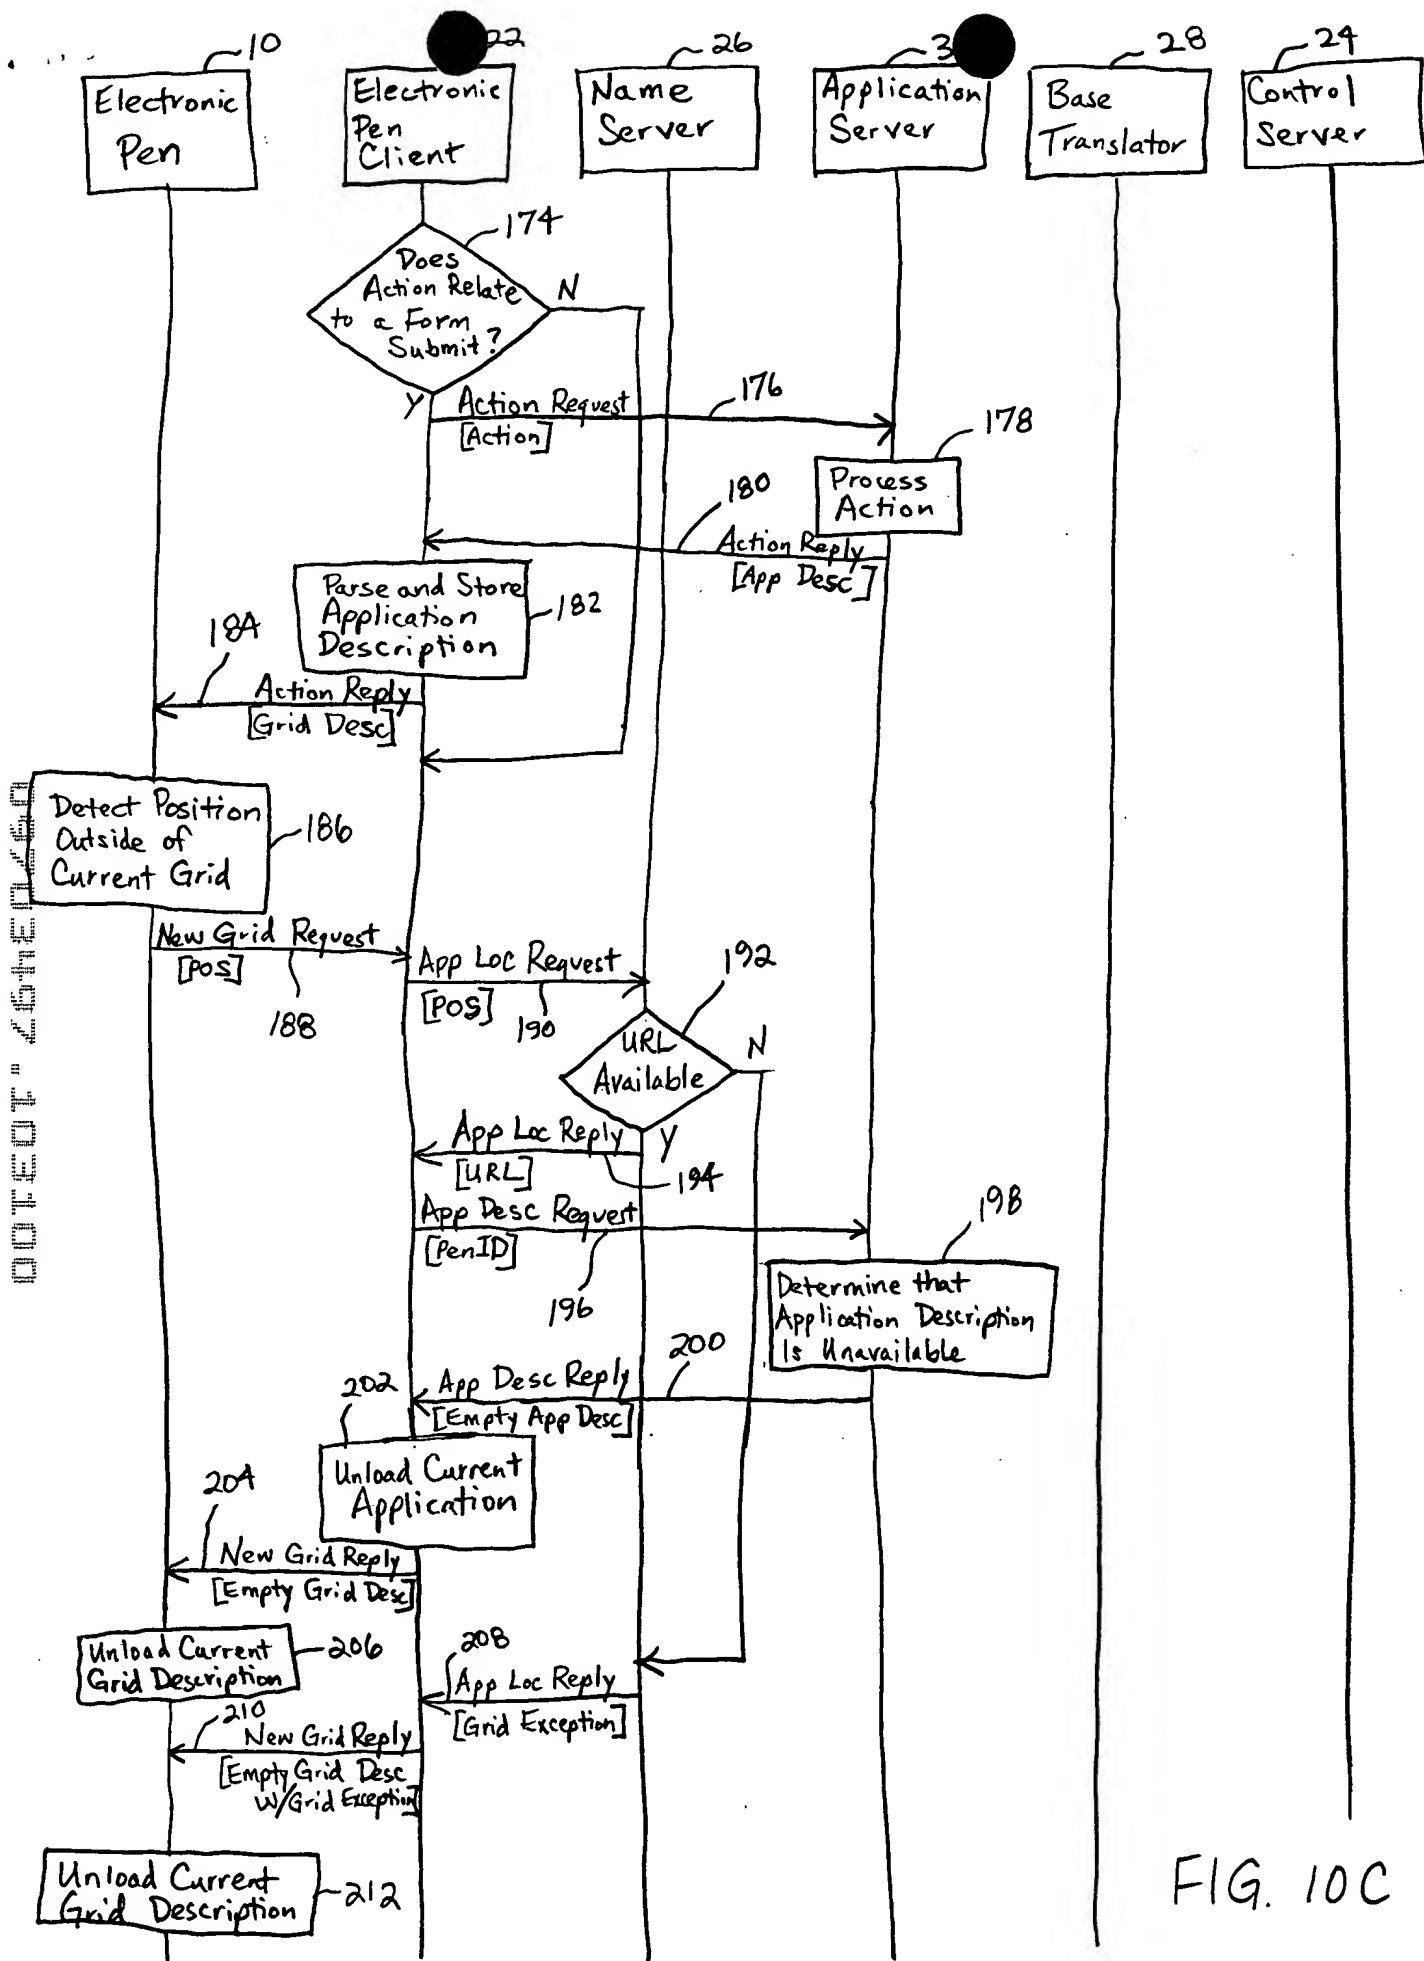 10
22
26
3
28
24
Electronic
Pen
Electronic
Pen
Client
Name
Server
Application
Server
Base
Translator
Control
Server
174
Does
Action Relate
to a Form
Submit?
N
Y
Action Request
[Action]
176
178
Process
Action
180
Action Reply
[App Desc]
Parse and Store
Application
Description
182
184
Action Reply
[Grid Desc]
Detect Position
Outside of
Current Grid
186
New Grid Request
[POS]
188
App Loc Request
[POS]
190
192
URL
Available
N
Y
App Loc Reply
[URL]
194
App Desc Request
[PenID]
196
198
Determine that
Application Description
Is Unavailable
200
App Desc Reply
[Empty App Desc]
202
Unload Current
Application
204
New Grid Reply
[Empty Grid Desc]
Unload Current
Grid Description
206
208
App Loc Reply
[Grid Exception]
210
New Grid Reply
[Empty Grid Desc
W/Grid Exception]
Unload Current
Grid Description
212
FIG. 10C